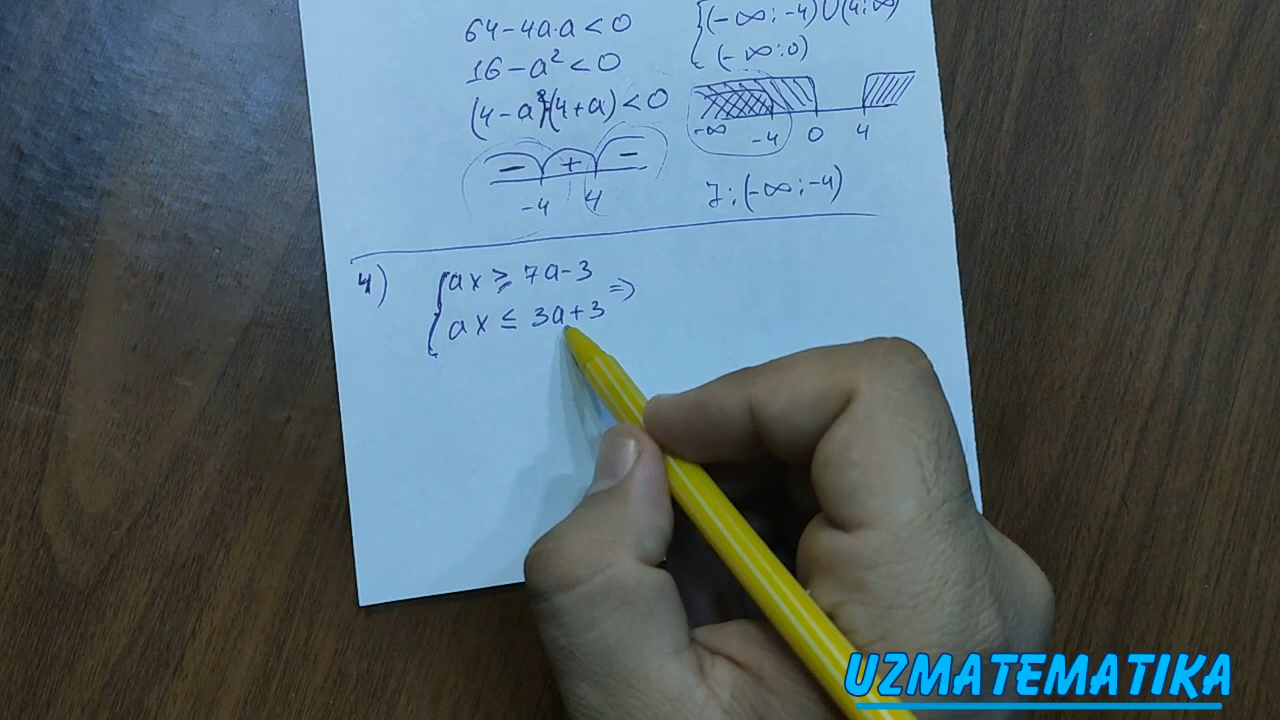 64-4a·a<0
16-a²<0
(4-a)(4+a)<0
- + -
-4 4
{(-∞;-4)U(4;∞)
(-∞;0)
-∞ -4 0 4
J:(-∞;-4)
4) {ax ≥ 7a-3
ax ≤ 3a+3 ⇒
UZMATEMATIKA